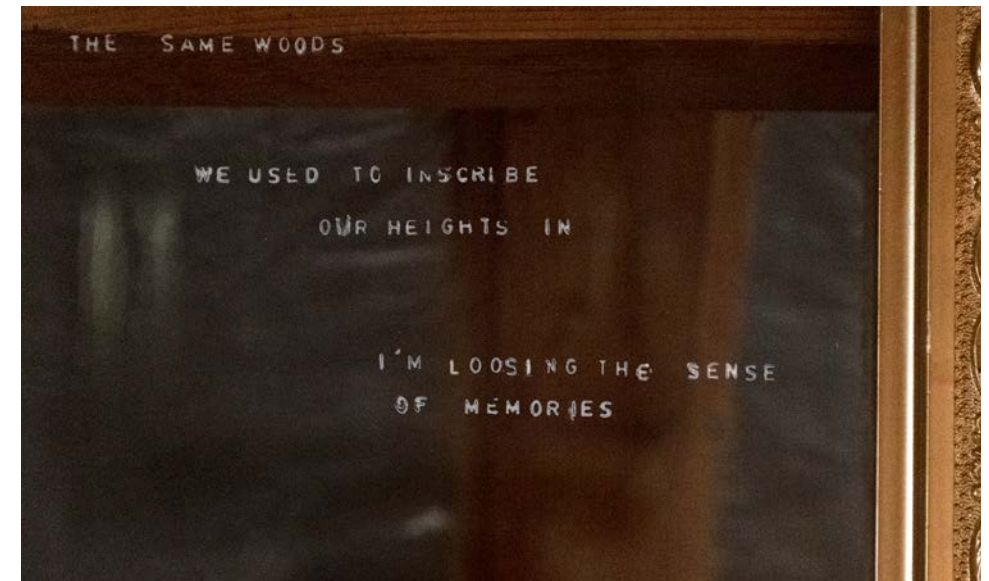 THE SAME WOODS
WE USED TO INSCRIBE
OUR HEIGHTS IN
I'M LOOSING THE SENSE
OF MEMORIES